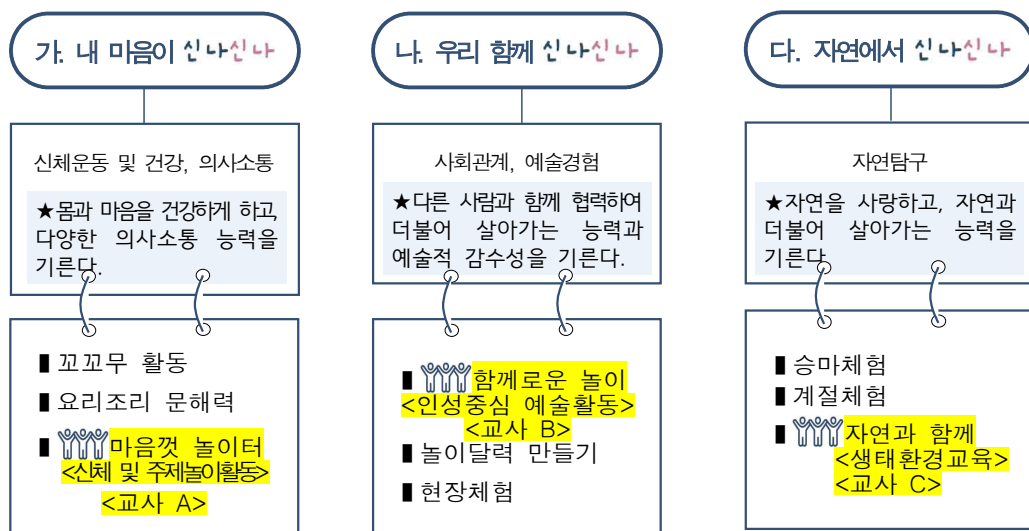 가. 내 마음이 신나신나
신체운동 및 건강, 의사소통
★몸과 마음을 건강하게 하고,
다양한 의사소통 능력을
기른다.
▮꼬꼬무 활동
▮요리조리 문해력
▮마음껏 놀이터
<신체 및 주제놀이활동>
<교사 A>
나. 우리 함께 신나신나
사회관계, 예술경험
★다른 사람과 함께 협력하여
더불어 살아가는 능력과
예술적 감수성을 기른다.
▮함께로운 놀이
<인성중심 예술활동>
<교사 B>
▮놀이달력 만들기
▮현장체험
다. 자연에서 신나신나
자연탐구
★자연을 사랑하고, 자연과
더불어 살아가는 능력을
기른다
▮승마체험
▮계절체험
▮자연과 함께
<생태환경교육>
<교사 C>